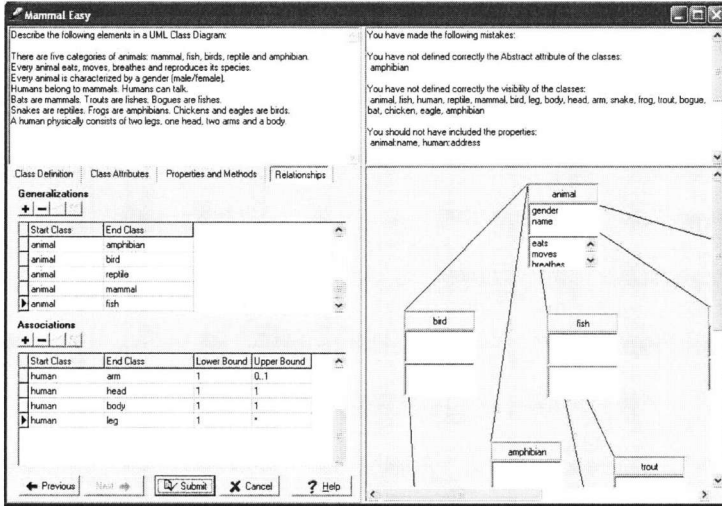 Mammal Easy
Describe the following elements in a UML Class Diagram:
There are five categories of animals: mammal, fish, birds, reptile and amphibian.
Every animal eats, moves, breathes and reproduces its species.
Every animal is characterized by a gender (male/female).
Humans belong to mammals. Humans can talk.
Bats are mammals. Trouts are fishes. Bogues are fishes.
Snakes are reptiles. Frogs are amphibians. Chickens and eagles are birds.
A human physically consists of two legs, one head, two arms and a body.
You have made the following mistakes:
You have not defined correctly the Abstract attribute of the classes:
amphibian
You have not defined correctly the visibility of the classes:
animal, fish, human, reptile, mammal, bird, leg, body, head, arm, snake, frog, trout, bogue,
bat, chicken, eagle, amphibian
You should not have included the properties:
animal:name, human:address
Class Definition Class Attributes Properties and Methods Relationships
Generalizations
+ −
Start Class End Class
animal amphibian
animal bird
animal reptile
animal mammal
animal fish
Associations
+ −
Start Class End Class Lower Bound Upper Bound
human arm 1 0..1
human head 1 1
human body 1 1
human leg 1 *
Previous Next Submit Cancel ? Help
animal
gender
name
eats
moves
breathes
bird
fish
amphibian
trout